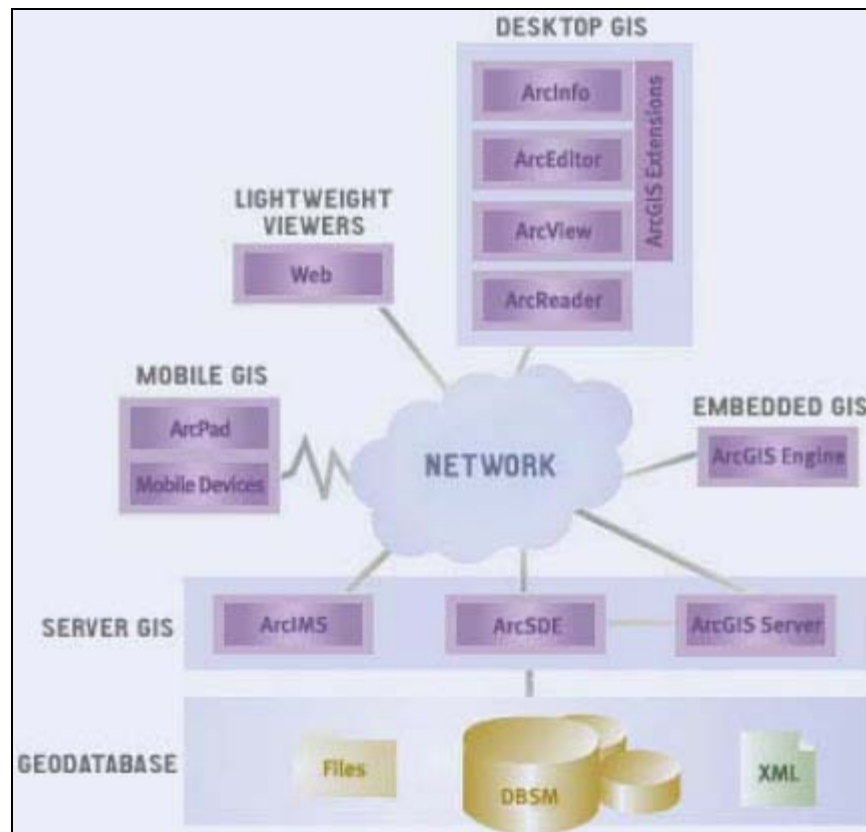 DESKTOP GIS
ArcInfo
ArcEditor
ArcView
ArcReader
ArcGIS Extensions
LIGHTWEIGHT
VIEWERS
Web
MOBILE GIS
ArcPad
Mobile Devices
NETWORK
EMBEDDED GIS
ArcGIS Engine
SERVER GIS
ArcIMS
ArcSDE
ArcGIS Server
GEODATABASE
Files
DBSM
XML